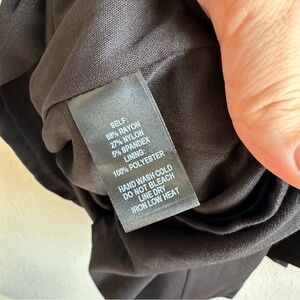 SELF:
68% RAYON
27% NYLON
5% SPANDEX
LINING:
100% POLYESTER
HAND WASH COLD
DO NOT BLEACH
LINE DRY
IRON LOW HEAT